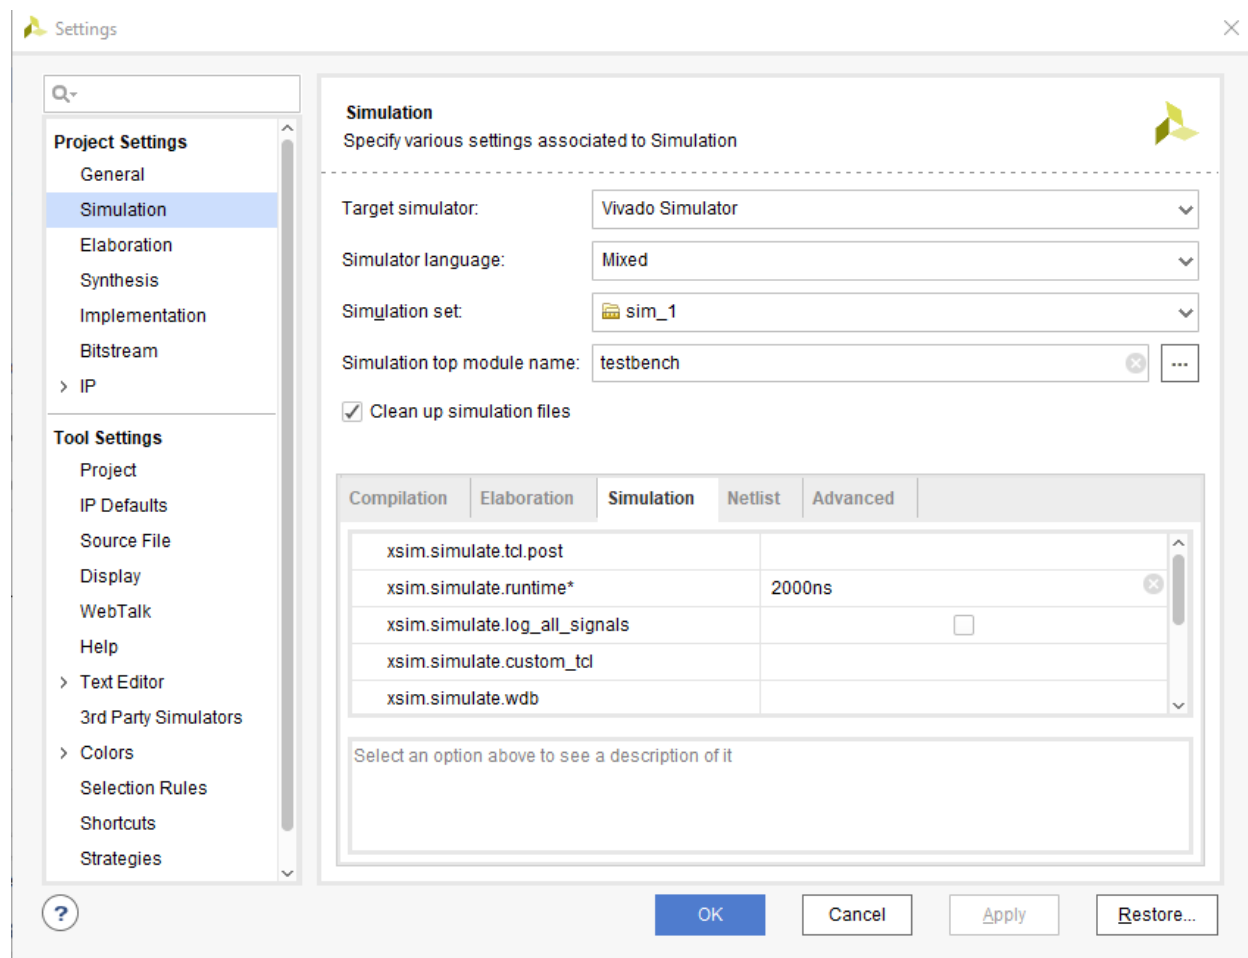 Settings
Project Settings
General
Simulation
Elaboration
Synthesis
Implementation
Bitstream
IP
Tool Settings
Project
IP Defaults
Source File
Display
WebTalk
Help
Text Editor
3rd Party Simulators
Colors
Selection Rules
Shortcuts
Strategies
Simulation
Specify various settings associated to Simulation
Target simulator: Vivado Simulator
Simulator language: Mixed
Simulation set: sim_1
Simulation top module name: testbench ...
Clean up simulation files
Compilation Elaboration Simulation Netlist Advanced
xsim.simulate.tcl.post
xsim.simulate.runtime* 2000ns
xsim.simulate.log_all_signals
xsim.simulate.custom_tcl
xsim.simulate.wdb
Select an option above to see a description of it
? OK Cancel Apply Restore...